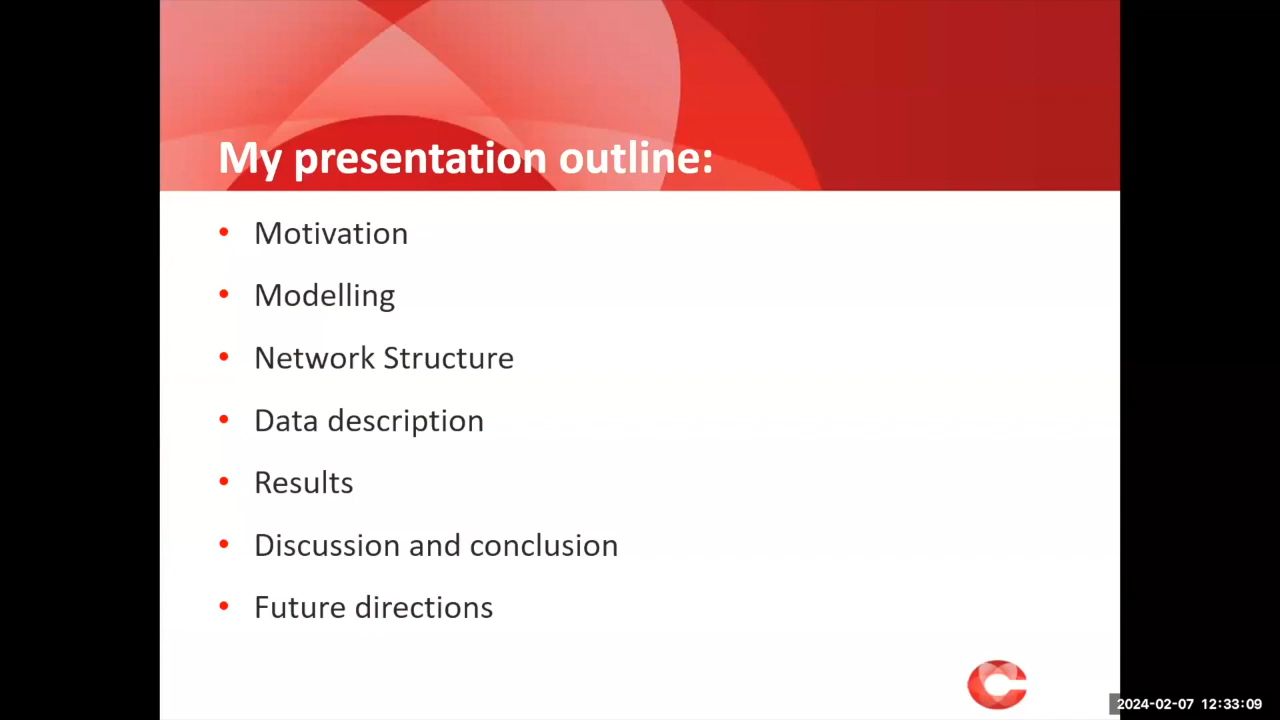 My presentation outline:
• Motivation
• Modelling
• Network Structure
• Data description
• Results
• Discussion and conclusion
• Future directions
2024-02-07 12:33:09